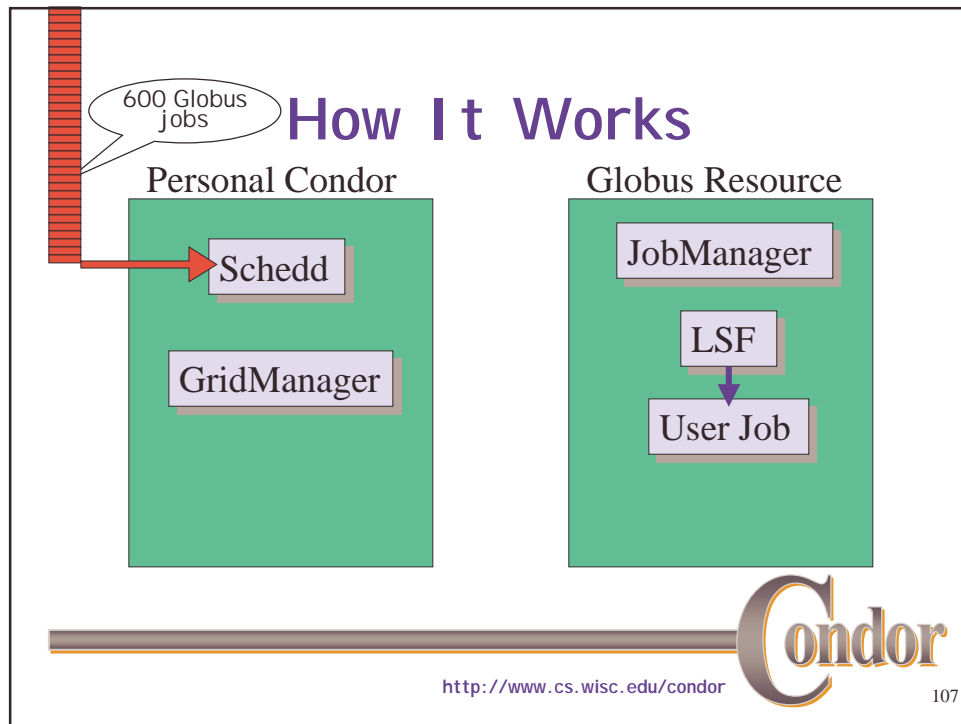 600 Globus
jobs
How It Works
Personal Condor
Globus Resource
Schedd
GridManager
JobManager
LSF
User Job
Condor
http://www.cs.wisc.edu/condor
107